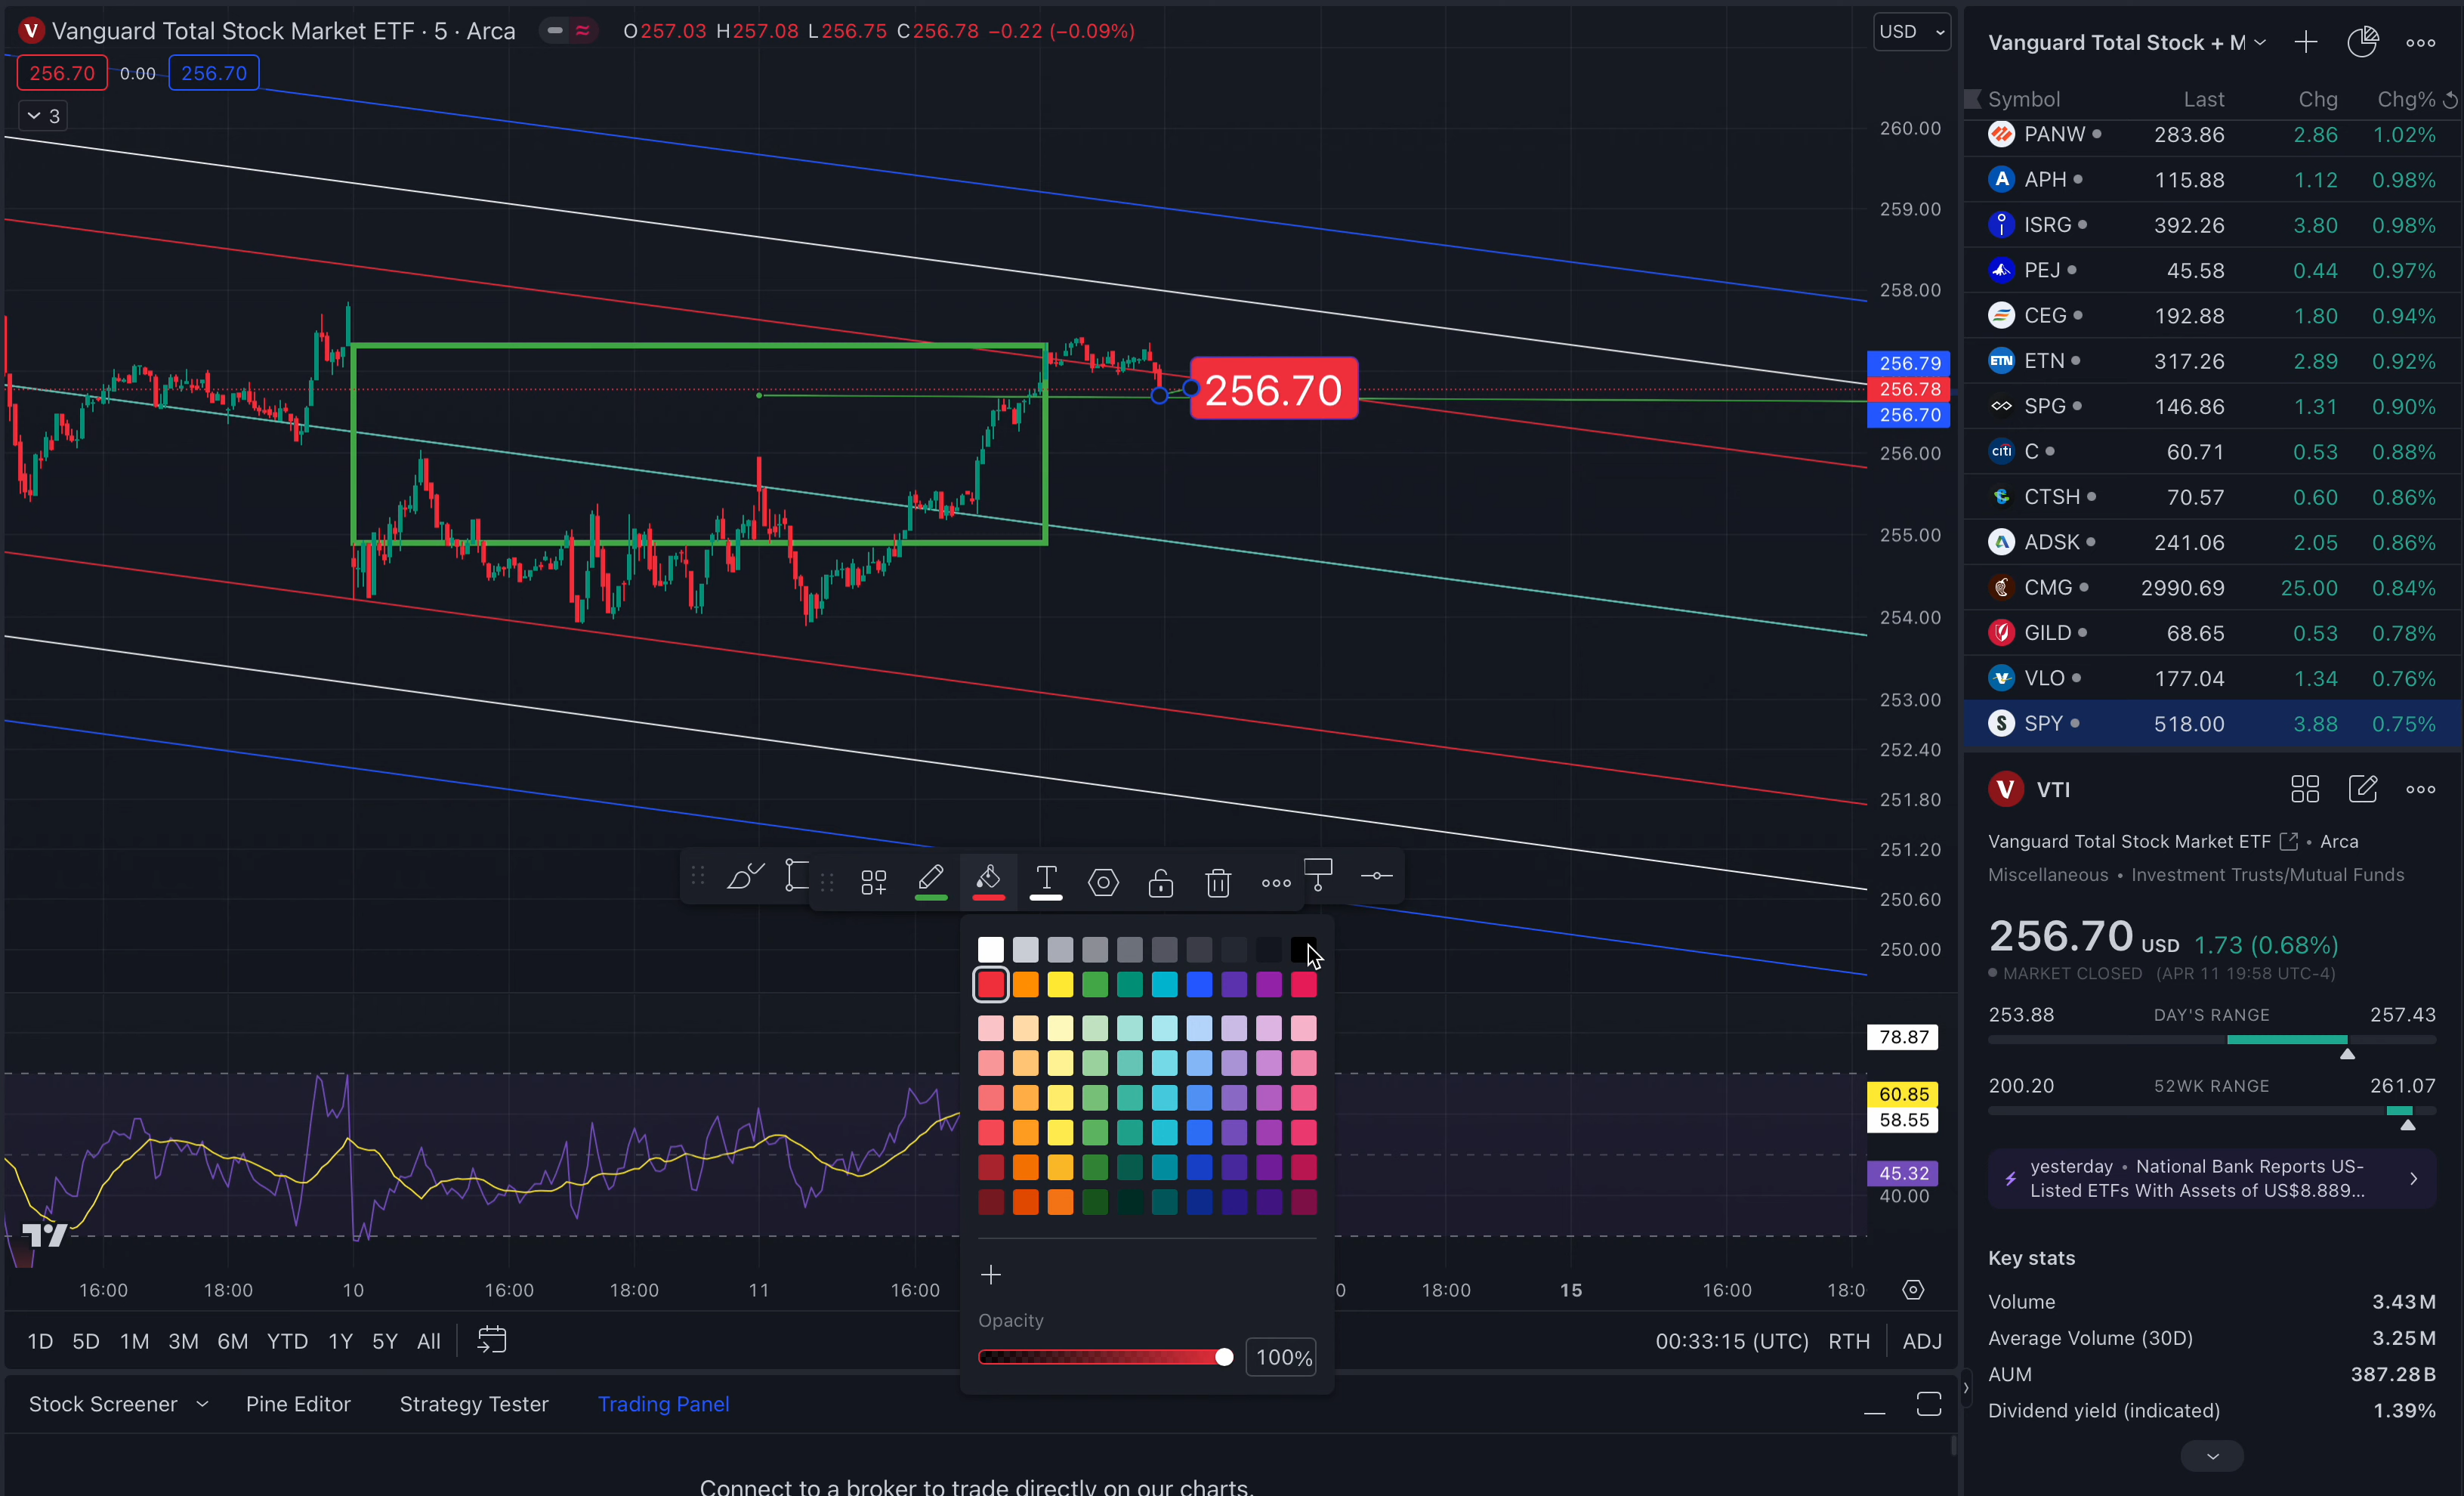 Vanguard Total Stock Market ETF · 5 · Arca
O257.03 H257.08 L256.75 C256.78 −0.22 (−0.09%)
USD
256.70 0.00 256.70
3
260.00
259.00
258.00
256.79
256.78
256.70
256.70
256.00
255.00
254.00
253.00
252.40
251.80
251.20
250.60
250.00
T
78.87
60.85
58.55
45.32
40.00
16:00 18:00 10 16:00 18:00 11 16:00 0 18:00 15 16:00 18:0
Opacity
100%
1D 5D 1M 3M 6M YTD 1Y 5Y All
00:33:15 (UTC) RTH ADJ
Stock Screener Pine Editor Strategy Tester Trading Panel
Connect to a broker to trade directly on our charts.
Vanguard Total Stock + M
Symbol Last Chg Chg%
PANW 283.86 2.86 1.02%
A APH 115.88 1.12 0.98%
ISRG 392.26 3.80 0.98%
PEJ 45.58 0.44 0.97%
CEG 192.88 1.80 0.94%
ETN ETN 317.26 2.89 0.92%
SPG 146.86 1.31 0.90%
citi C 60.71 0.53 0.88%
CTSH 70.57 0.60 0.86%
ADSK 241.06 2.05 0.86%
CMG 2990.69 25.00 0.84%
GILD 68.65 0.53 0.78%
VLO 177.04 1.34 0.76%
S SPY 518.00 3.88 0.75%
V VTI
Vanguard Total Stock Market ETF • Arca
Miscellaneous • Investment Trusts/Mutual Funds
256.70 USD 1.73 (0.68%)
MARKET CLOSED (APR 11 19:58 UTC-4)
253.88 DAY'S RANGE 257.43
200.20 52WK RANGE 261.07
yesterday • National Bank Reports US-
Listed ETFs With Assets of US$8.889...
Key stats
Volume 3.43M
Average Volume (30D) 3.25M
AUM 387.28B
Dividend yield (indicated) 1.39%